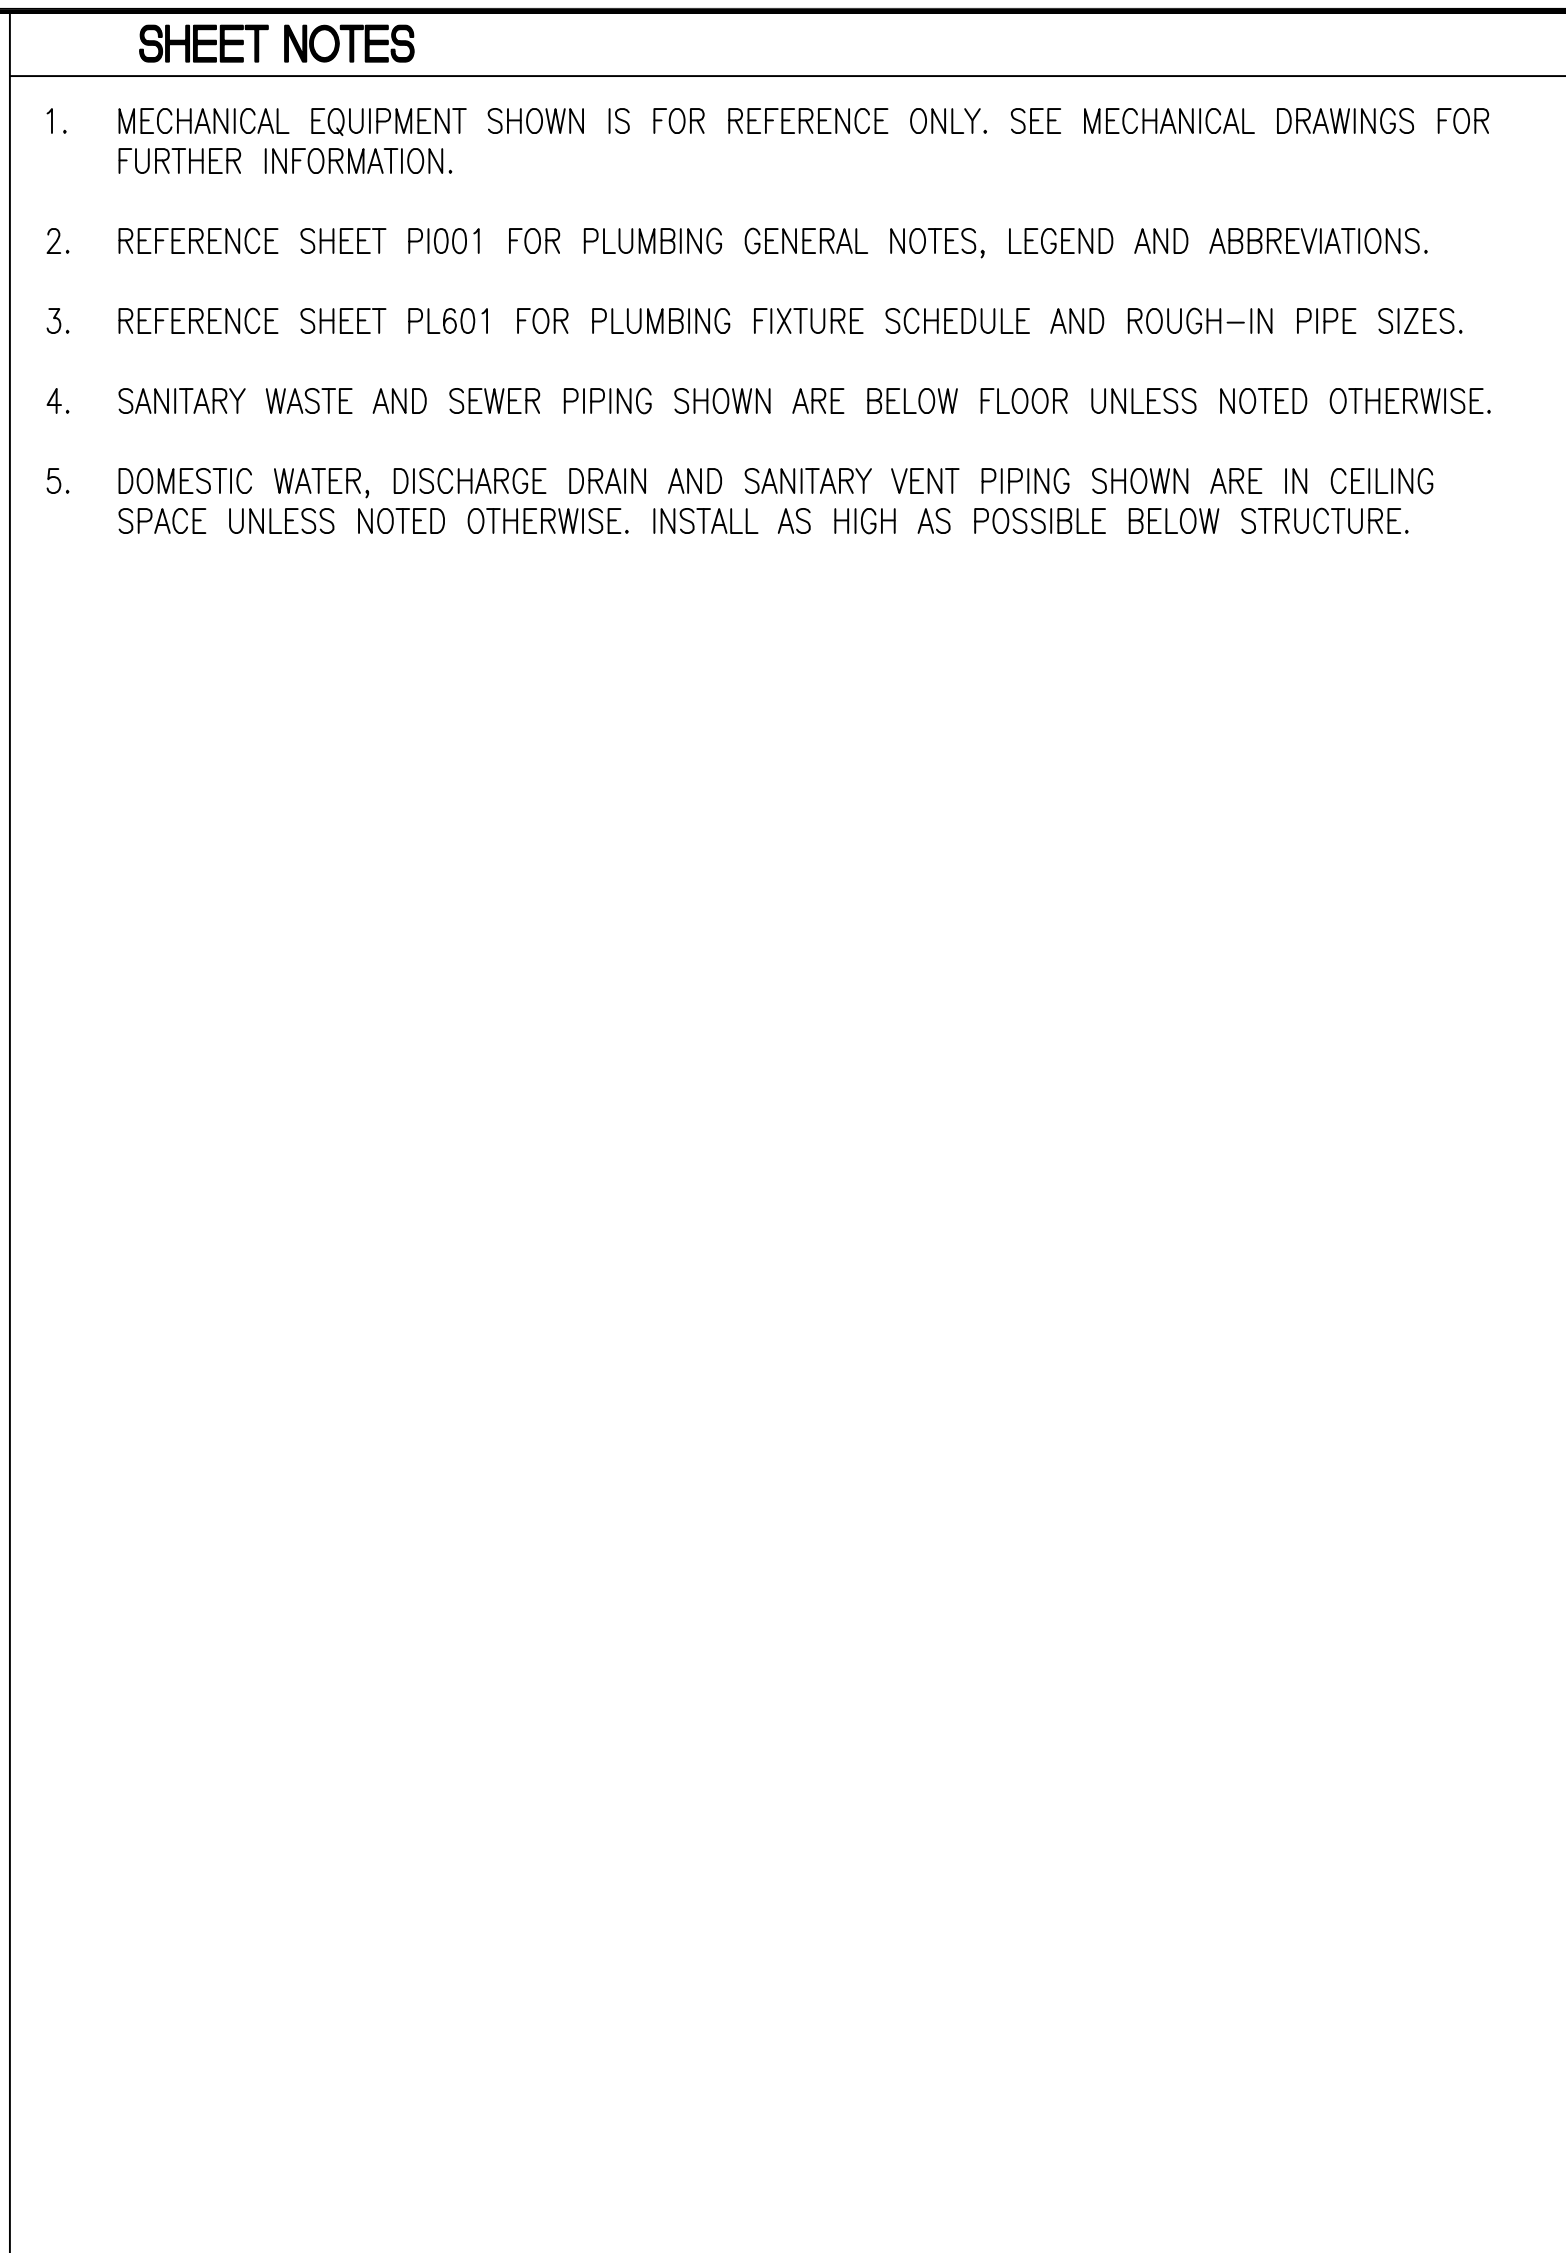 SHEET NOTES
1. MECHANICAL EQUIPMENT SHOWN IS FOR REFERENCE ONLY. SEE MECHANICAL DRAWINGS FOR
FURTHER INFORMATION.
2. REFERENCE SHEET PI001 FOR PLUMBING GENERAL NOTES, LEGEND AND ABBREVIATIONS.
3. REFERENCE SHEET PL601 FOR PLUMBING FIXTURE SCHEDULE AND ROUGH–IN PIPE SIZES.
4. SANITARY WASTE AND SEWER PIPING SHOWN ARE BELOW FLOOR UNLESS NOTED OTHERWISE.
5. DOMESTIC WATER, DISCHARGE DRAIN AND SANITARY VENT PIPING SHOWN ARE IN CEILING
SPACE UNLESS NOTED OTHERWISE. INSTALL AS HIGH AS POSSIBLE BELOW STRUCTURE.